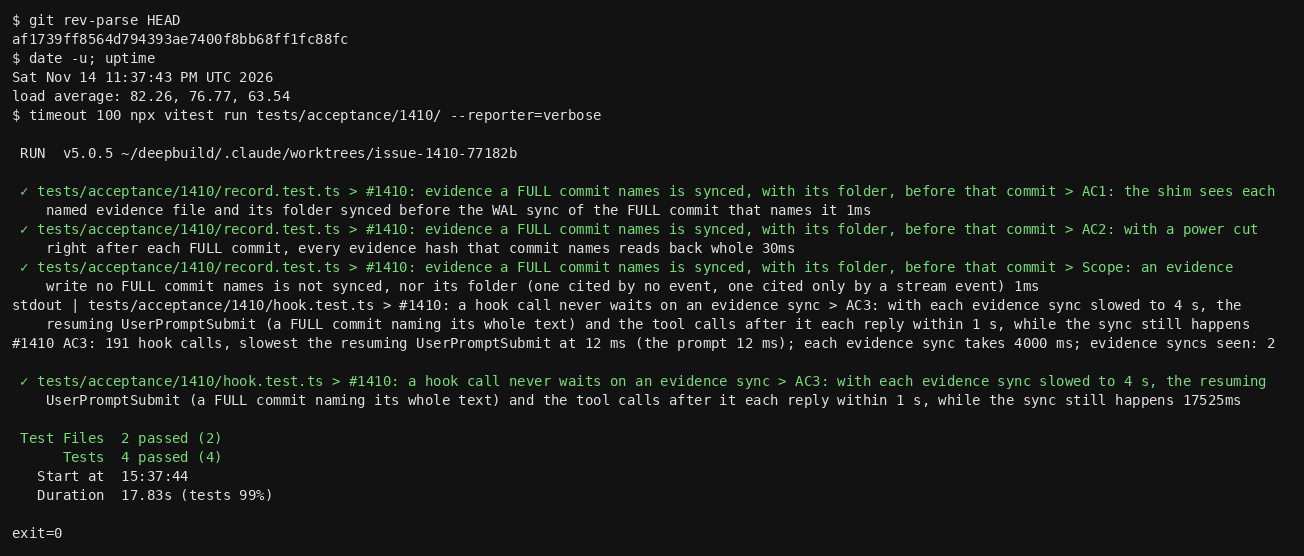 $ git rev-parse HEAD
af1739ff8564d794393ae7400f8bb68ff1fc88fc
$ date -u; uptime
Sat Nov 14 11:37:43 PM UTC 2026
load average: 82.26, 76.77, 63.54
$ timeout 100 npx vitest run tests/acceptance/1410/ --reporter=verbose
RUN  v5.0.5 ~/deepbuild/.claude/worktrees/issue-1410-77182b
✓ tests/acceptance/1410/record.test.ts > #1410: evidence a FULL commit names is synced, with its folder, before that commit > AC1: the shim sees each
named evidence file and its folder synced before the WAL sync of the FULL commit that names it 1ms
✓ tests/acceptance/1410/record.test.ts > #1410: evidence a FULL commit names is synced, with its folder, before that commit > AC2: with a power cut
right after each FULL commit, every evidence hash that commit names reads back whole 30ms
✓ tests/acceptance/1410/record.test.ts > #1410: evidence a FULL commit names is synced, with its folder, before that commit > Scope: an evidence
write no FULL commit names is not synced, nor its folder (one cited by no event, one cited only by a stream event) 1ms
stdout | tests/acceptance/1410/hook.test.ts > #1410: a hook call never waits on an evidence sync > AC3: with each evidence sync slowed to 4 s, the
resuming UserPromptSubmit (a FULL commit naming its whole text) and the tool calls after it each reply within 1 s, while the sync still happens
#1410 AC3: 191 hook calls, slowest the resuming UserPromptSubmit at 12 ms (the prompt 12 ms); each evidence sync takes 4000 ms; evidence syncs seen: 2
✓ tests/acceptance/1410/hook.test.ts > #1410: a hook call never waits on an evidence sync > AC3: with each evidence sync slowed to 4 s, the resuming
UserPromptSubmit (a FULL commit naming its whole text) and the tool calls after it each reply within 1 s, while the sync still happens 17525ms
Test Files  2 passed (2)
Tests  4 passed (4)
Start at  15:37:44
Duration  17.83s (tests 99%)
exit=0